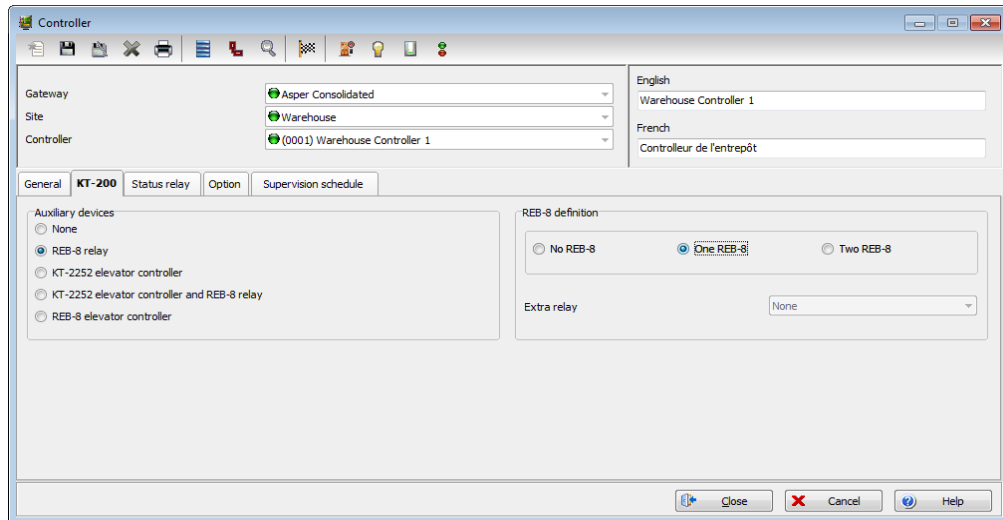 Controller
Gateway
Asper Consolidated
Site
Warehouse
Controller
(0001) Warehouse Controller 1
English
Warehouse Controller 1
French
Controlleur de l'entrepôt
General KT-200 Status relay Option Supervision schedule
Auxiliary devices
None
REB-8 relay
KT-2252 elevator controller
KT-2252 elevator controller and REB-8 relay
REB-8 elevator controller
REB-8 definition
No REB-8 One REB-8 Two REB-8
Extra relay None
Close Cancel Help